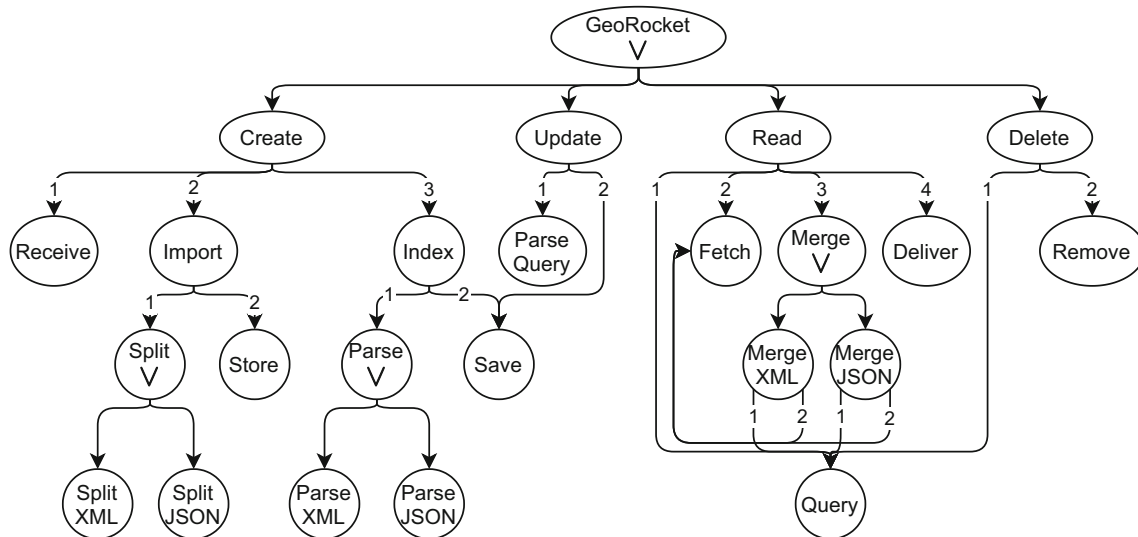 GeoRocket
V
Create
Update
Read
Delete
1
2
3
1
2
1
2
3
4
1
2
Receive
Import
Index
Parse
Query
Fetch
Merge
V
Deliver
Remove
1
2
1
2
Split
V
Store
Parse
V
Save
Merge
XML
Merge
JSON
1
2
1
2
Split
XML
Split
JSON
Parse
XML
Parse
JSON
Query